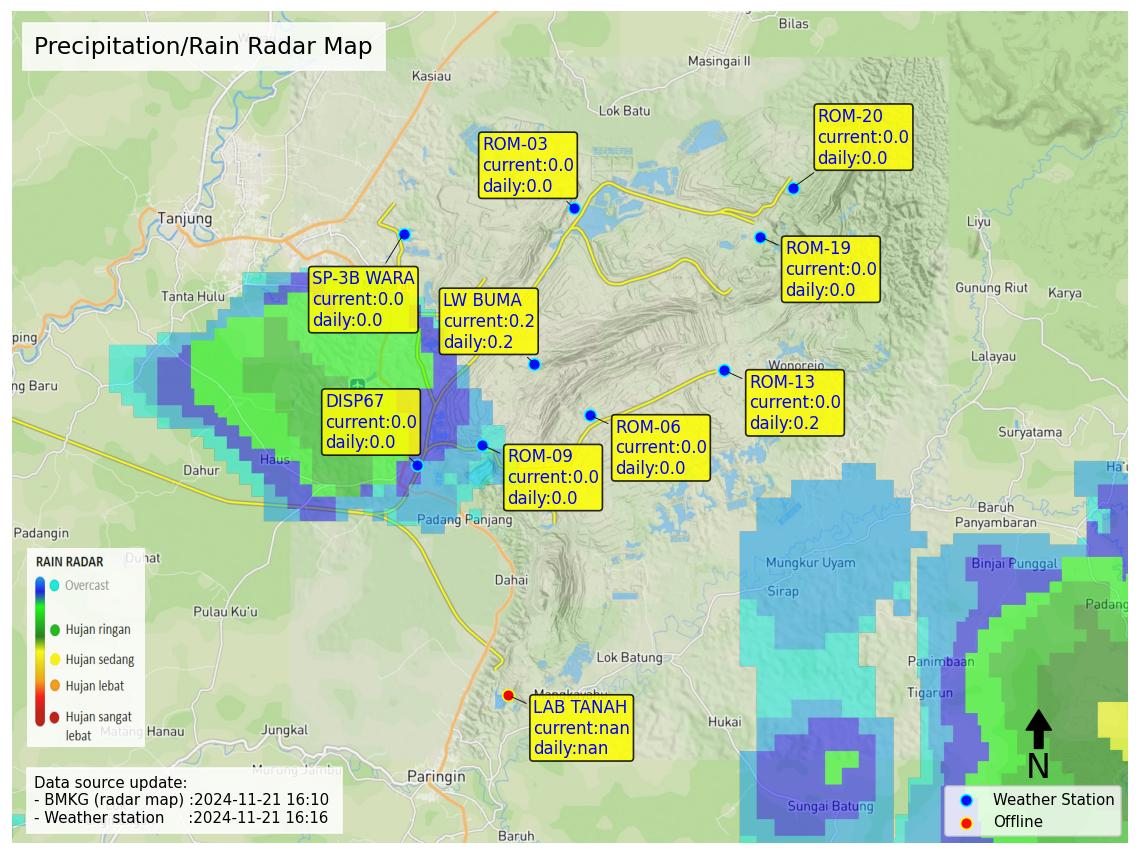 Precipitation/Rain Radar Map
Bilas
Masingai II
Kasiau
Lok Batu
ROM-20
current:0.0
daily:0.0
ROM-03
current:0.0
daily:0.0
Tanjung
Liyu
ROM-19
current:0.0
daily:0.0
SP-3B WARA
current:0.0
daily:0.0
Tanta Hulu
LW BUMA
current:0.2
daily:0.2
Gunung Riut
Karya
ping
Lalayau
Wonorejo
ng Baru
ROM-13
current:0.0
daily:0.2
DISP67
current:0.0
daily:0.0
ROM-06
current:0.0
daily:0.0
Suryatama
ROM-09
current:0.0
daily:0.0
Haus
Dahur
Ha'u
Baruh
Panyambaran
Padang Panjang
Padangin
Mungkur Uyam
Binjai Punggal
Sirap
Dahai
Padang
RAIN RADAR
Overcast
Hujan ringan
Hujan sedang
Hujan lebat
Hujan sangat
lebat
Pulau Ku'u
Lok Batung
Panimbaan
Tigarun
LAB TANAH
current:nan
daily:nan
Hukai
Jungkal
Paringin
Sungai Batung
N
Data source update:
- BMKG (radar map) :2024-11-21 16:10
- Weather station :2024-11-21 16:16
Weather Station
Offline
Baruh